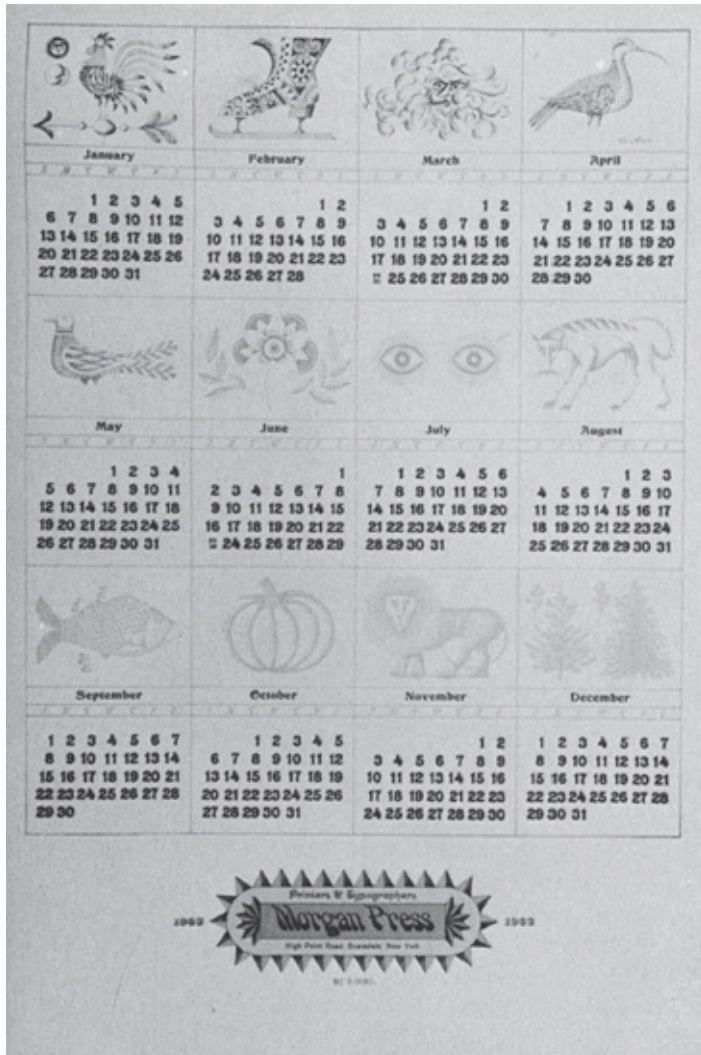 January
1 2 3 4 5
6 7 8 9 10 11 12
13 14 15 16 17 18 19
20 21 22 23 24 25 26
27 28 29 30 31
February
1 2
3 4 5 6 7 8 9
10 11 12 13 14 15 16
17 18 19 20 21 22 23
24 25 26 27 28
March
1 2
3 4 5 6 7 8 9
10 11 12 13 14 15 16
17 18 19 20 21 22 23
25 26 27 28 29 30
April
1 2 3 4 5 6
7 8 9 10 11 12 13
14 15 16 17 18 19 20
21 22 23 24 25 26 27
28 29 30
May
1 2 3 4
5 6 7 8 9 10 11
12 13 14 15 16 17 18
19 20 21 22 23 24 25
26 27 28 29 30 31
June
1
2 3 4 5 6 7 8
9 10 11 12 13 14 15
16 17 18 19 20 21 22
24 25 26 27 28 29
July
1 2 3 4 5 6
7 8 9 10 11 12 13
14 15 16 17 18 19 20
21 22 23 24 25 26 27
28 29 30 31
August
1 2 3
4 5 6 7 8 9 10
11 12 13 14 15 16 17
18 19 20 21 22 23 24
25 26 27 28 29 30 31
September
1 2 3 4 5 6 7
8 9 10 11 12 13 14
15 16 17 18 19 20 21
22 23 24 25 26 27 28
29 30
October
1 2 3 4 5
6 7 8 9 10 11 12
13 14 15 16 17 18 19
20 21 22 23 24 25 26
27 28 29 30 31
November
1 2
3 4 5 6 7 8 9
10 11 12 13 14 15 16
17 18 19 20 21 22 23
24 25 26 27 28 29 30
December
1 2 3 4 5 6 7
8 9 10 11 12 13 14
15 16 17 18 19 20 21
22 23 24 25 26 27 28
29 30 31
Printers & Typographers
1963 Morgan Press 1963
High Point Road, Scarsdale, New York